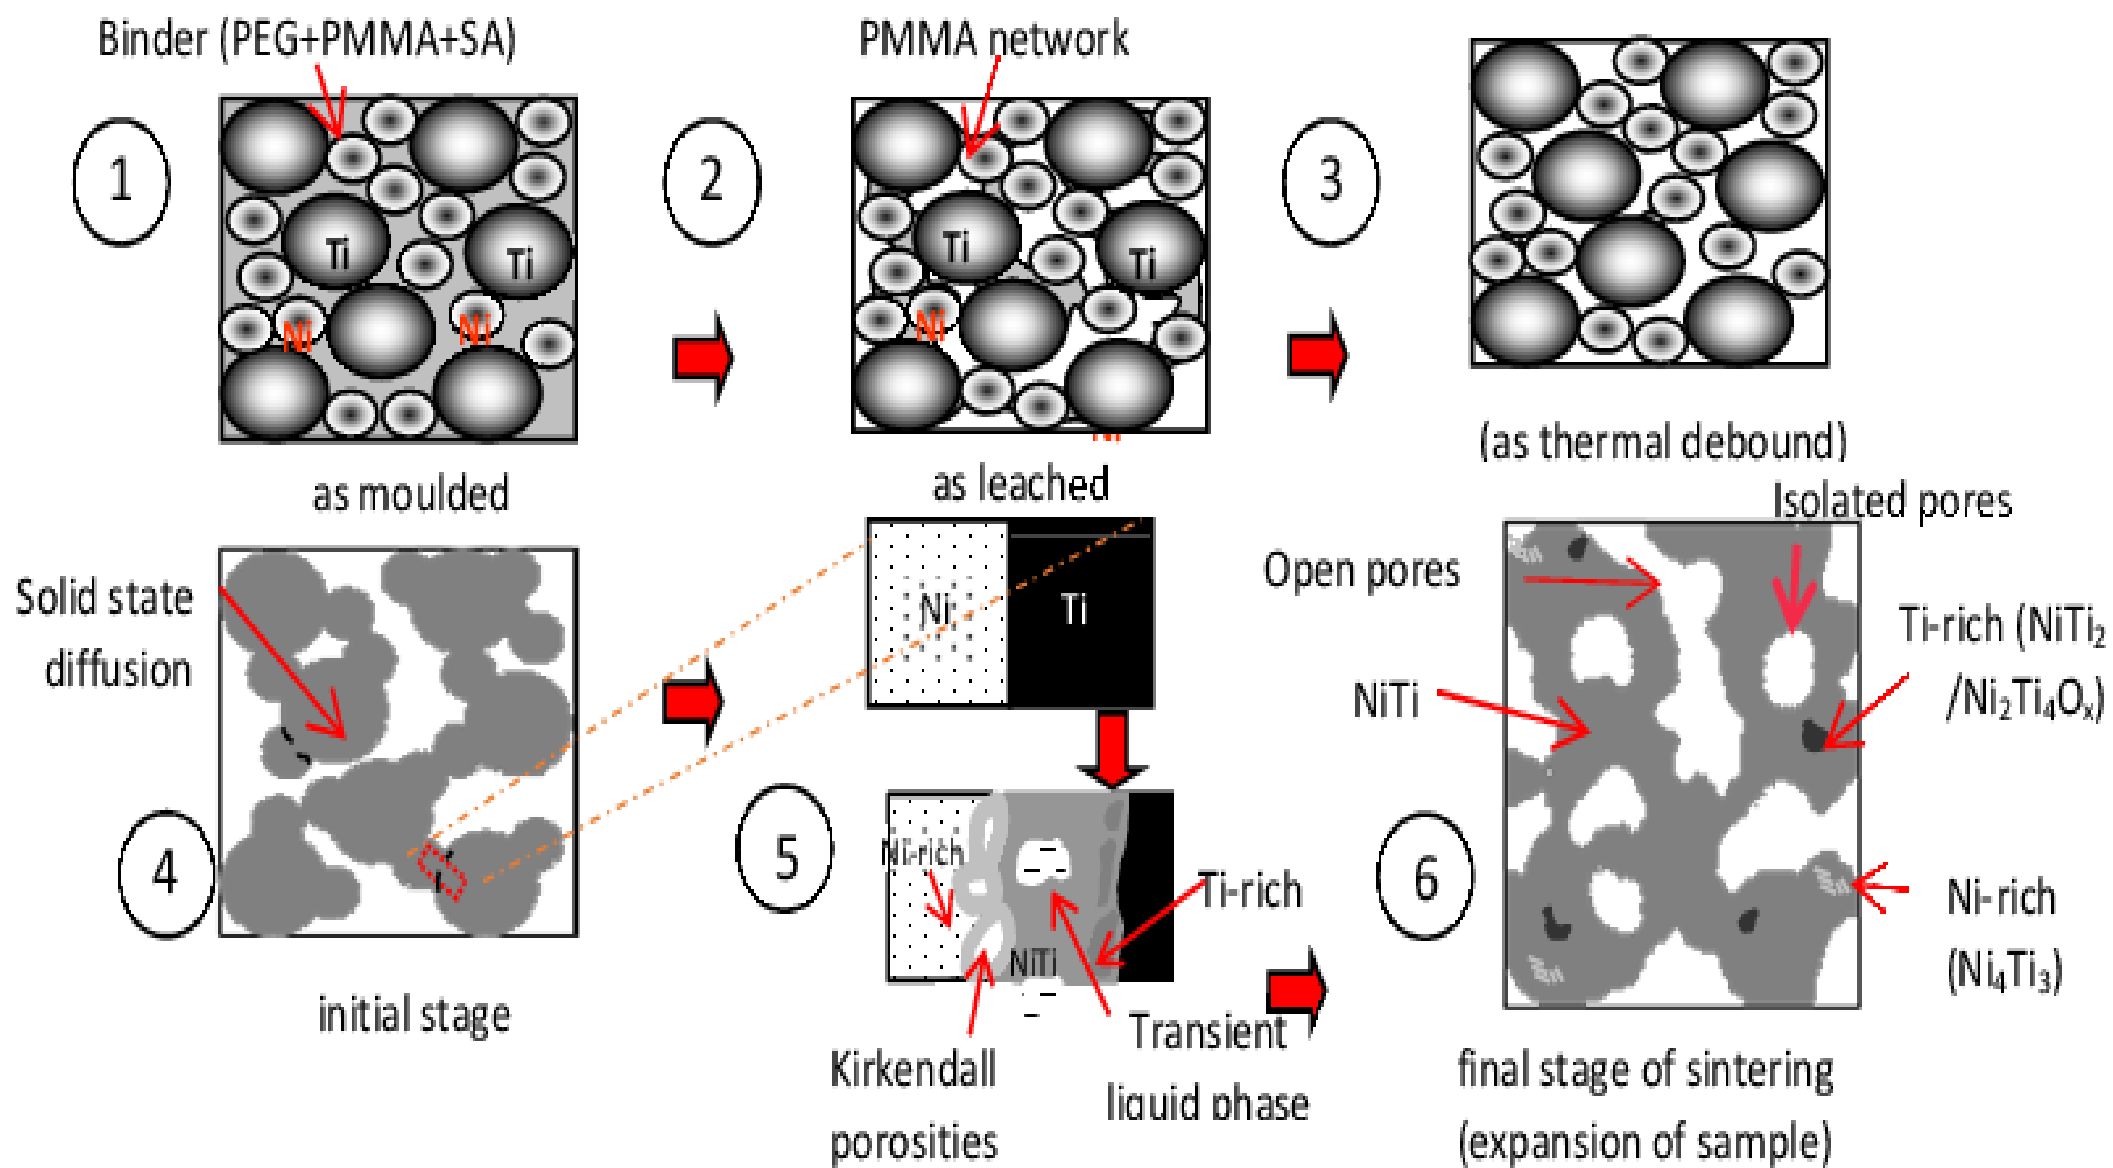 Binder (PEG+PMMA+SA)
PMMA network
1
2
3
Ti
Ti
Ni
Ni
Ti
Ti
Ni
Ni
as moulded
as leached
(as thermal debound)
Solid state
diffusion
4
initial stage
Ni
Ti
5
Ni-rich
NiTi
Ti-rich
Kirkendall
porosities
Transient
liquid phase
Isolated pores
Open pores
NiTi
Ti-rich (NiTi₂
/Ni₂Ti₄Oₓ)
6
Ni-rich
(Ni₄Ti₃)
final stage of sintering
(expansion of sample)